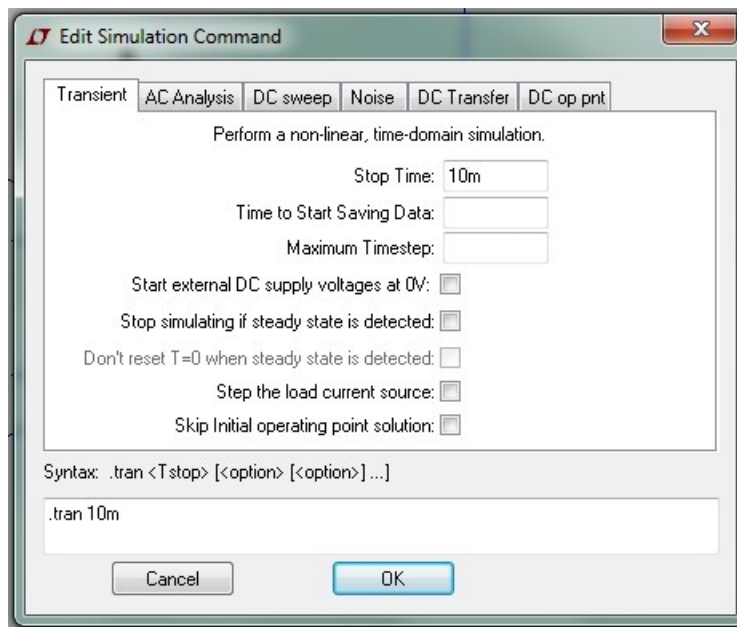 Edit Simulation Command
Transient AC Analysis DC sweep Noise DC Transfer DC op pnt
Perform a non-linear, time-domain simulation.
Stop Time: 10m
Time to Start Saving Data:
Maximum Timestep:
Start external DC supply voltages at 0V:
Stop simulating if steady state is detected:
Don't reset T=0 when steady state is detected:
Step the load current source:
Skip Initial operating point solution:
Syntax: .tran <Tstop> [<option> [<option>] ...]
.tran 10m
Cancel OK